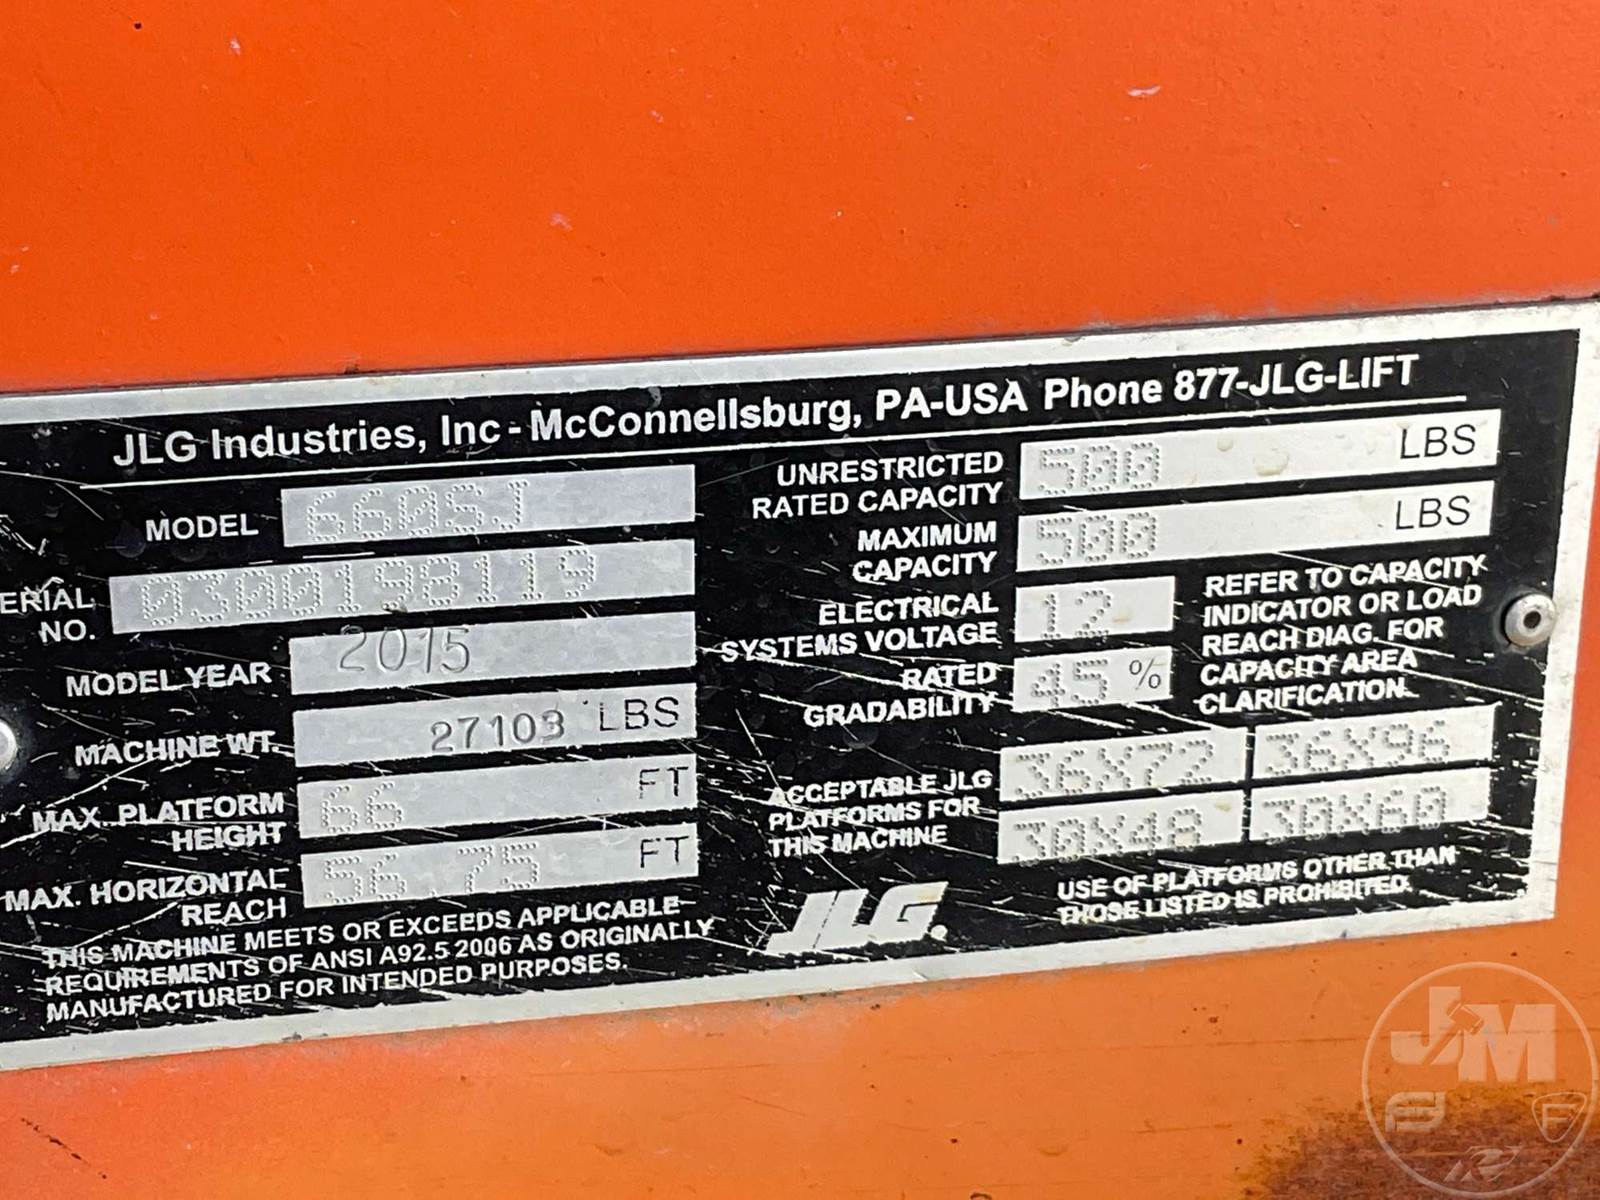 JLG Industries, Inc - McConnellsburg, PA-USA Phone 877-JLG-LIFT
MODEL 660SJ
ERIAL NO. 0300198119
MODEL YEAR 2015
MACHINE WT. 27103 LBS
MAX. PLATFORM
HEIGHT 66 FT
MAX. HORIZONTAL
REACH 56.75 FT
THIS MACHINE MEETS OR EXCEEDS APPLICABLE
REQUIREMENTS OF ANSI A92.5 2006 AS ORIGINALLY
MANUFACTURED FOR INTENDED PURPOSES.
UNRESTRICTED
RATED CAPACITY 500 LBS
MAXIMUM
CAPACITY 500 LBS
ELECTRICAL
SYSTEMS VOLTAGE 12
RATED
GRADABILITY 45 %
REFER TO CAPACITY
INDICATOR OR LOAD
REACH DIAG. FOR
CAPACITY AREA
CLARIFICATION.
ACCEPTABLE JLG
PLATFORMS FOR
THIS MACHINE
36X72 36X96
30X48 30X60
JLG.
USE OF PLATFORMS OTHER THAN
THOSE LISTED IS PROHIBITED.
JM